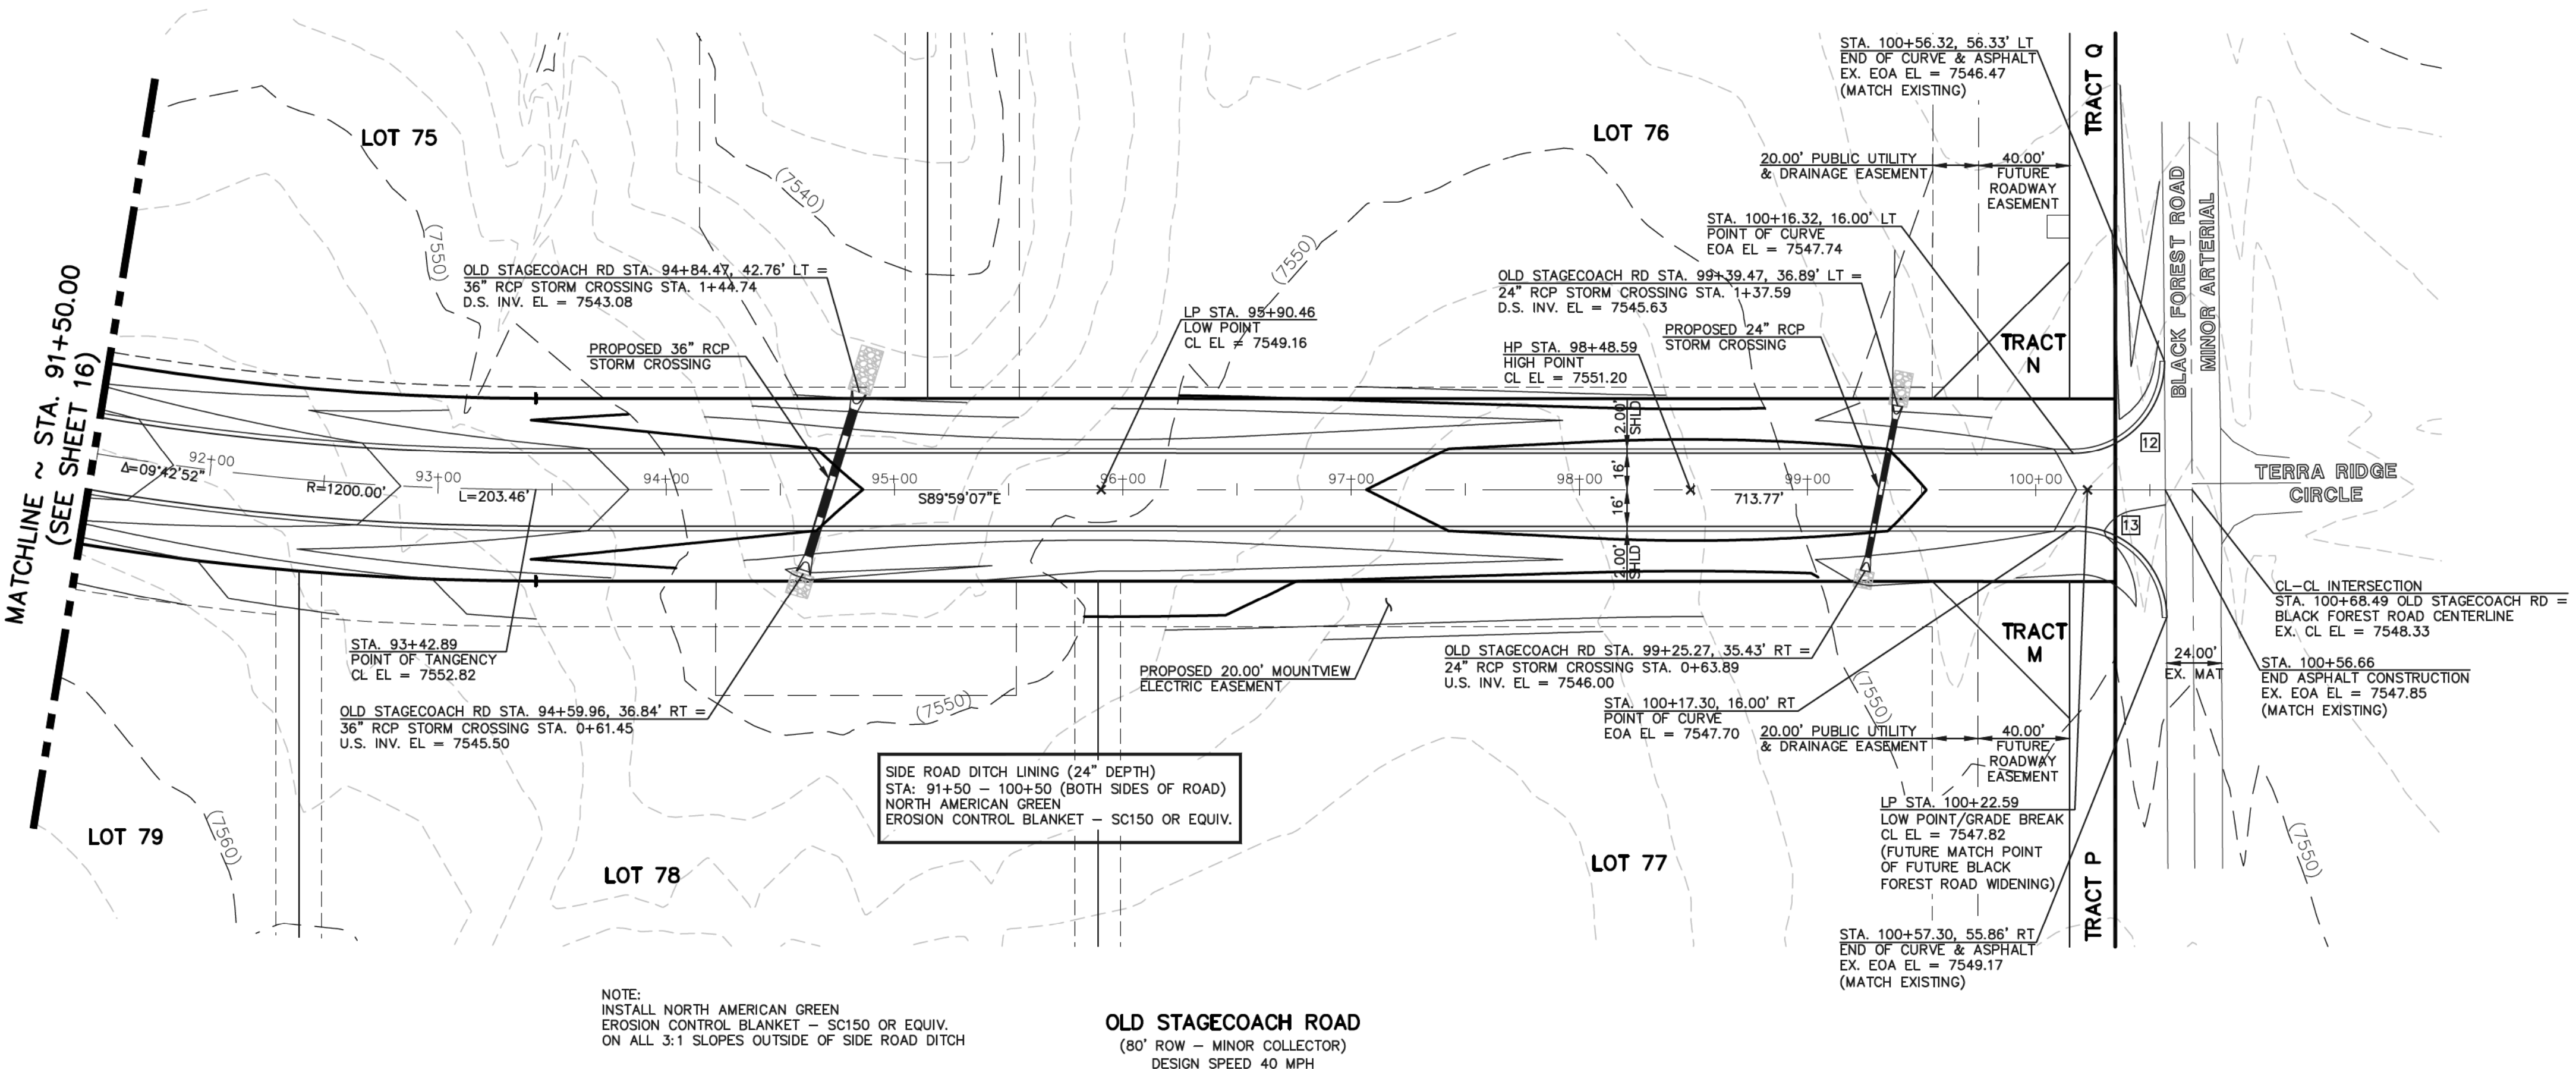 MATCHLINE ~ STA. 91+50.00
(SEE SHEET 16)
LOT 75
(7550)
(7540)
OLD STAGECOACH RD STA. 94+84.47, 42.76' LT =
36" RCP STORM CROSSING STA. 1+44.74
D.S. INV. EL = 7543.08
PROPOSED 36" RCP
STORM CROSSING
LP STA. 95+90.46
LOW POINT
CL EL = 7549.16
(7550)
LOT 76
STA. 100+56.32, 56.33' LT
END OF CURVE & ASPHALT
EX. EOA EL = 7546.47
(MATCH EXISTING)
20.00' PUBLIC UTILITY
& DRAINAGE EASEMENT
40.00'
FUTURE
ROADWAY
EASEMENT
TRACT Q
STA. 100+16.32, 16.00' LT
POINT OF CURVE
EOA EL = 7547.74
OLD STAGECOACH RD STA. 99+39.47, 36.89' LT =
24" RCP STORM CROSSING STA. 1+37.59
D.S. INV. EL = 7545.63
PROPOSED 24" RCP
STORM CROSSING
HP STA. 98+48.59
HIGH POINT
CL EL = 7551.20
TRACT
N
BLACK FOREST ROAD
MINOR ARTERIAL
2.00'
SHLD
16'
16'
2.00'
SHLD
92+00
93+00
94+00
95+00
96+00
97+00
98+00
99+00
100+00
Δ=09°42'52"
R=1200.00'
L=203.46'
S89°59'07"E
713.77'
12
13
TERRA RIDGE
CIRCLE
STA. 93+42.89
POINT OF TANGENCY
CL EL = 7552.82
OLD STAGECOACH RD STA. 94+59.96, 36.84' RT =
36" RCP STORM CROSSING STA. 0+61.45
U.S. INV. EL = 7545.50
(7550)
PROPOSED 20.00' MOUNTVIEW
ELECTRIC EASEMENT
OLD STAGECOACH RD STA. 99+25.27, 35.43' RT =
24" RCP STORM CROSSING STA. 0+63.89
U.S. INV. EL = 7546.00
STA. 100+17.30, 16.00' RT
POINT OF CURVE
EOA EL = 7547.70
20.00' PUBLIC UTILITY
& DRAINAGE EASEMENT
40.00'
FUTURE
ROADWAY
EASEMENT
TRACT
M
(7550)
24.00'
EX. MAT
CL-CL INTERSECTION
STA. 100+68.49 OLD STAGECOACH RD =
BLACK FOREST ROAD CENTERLINE
EX. CL EL = 7548.33
STA. 100+56.66
END ASPHALT CONSTRUCTION
EX. EOA EL = 7547.85
(MATCH EXISTING)
LP STA. 100+22.59
LOW POINT/GRADE BREAK
CL EL = 7547.82
(FUTURE MATCH POINT
OF FUTURE BLACK
FOREST ROAD WIDENING)
TRACT P
(7550)
STA. 100+57.30, 55.86' RT
END OF CURVE & ASPHALT
EX. EOA EL = 7549.17
(MATCH EXISTING)
SIDE ROAD DITCH LINING (24" DEPTH)
STA: 91+50 – 100+50 (BOTH SIDES OF ROAD)
NORTH AMERICAN GREEN
EROSION CONTROL BLANKET – SC150 OR EQUIV.
LOT 79
(7560)
LOT 78
LOT 77
NOTE:
INSTALL NORTH AMERICAN GREEN
EROSION CONTROL BLANKET – SC150 OR EQUIV.
ON ALL 3:1 SLOPES OUTSIDE OF SIDE ROAD DITCH
OLD STAGECOACH ROAD
(80' ROW – MINOR COLLECTOR)
DESIGN SPEED 40 MPH